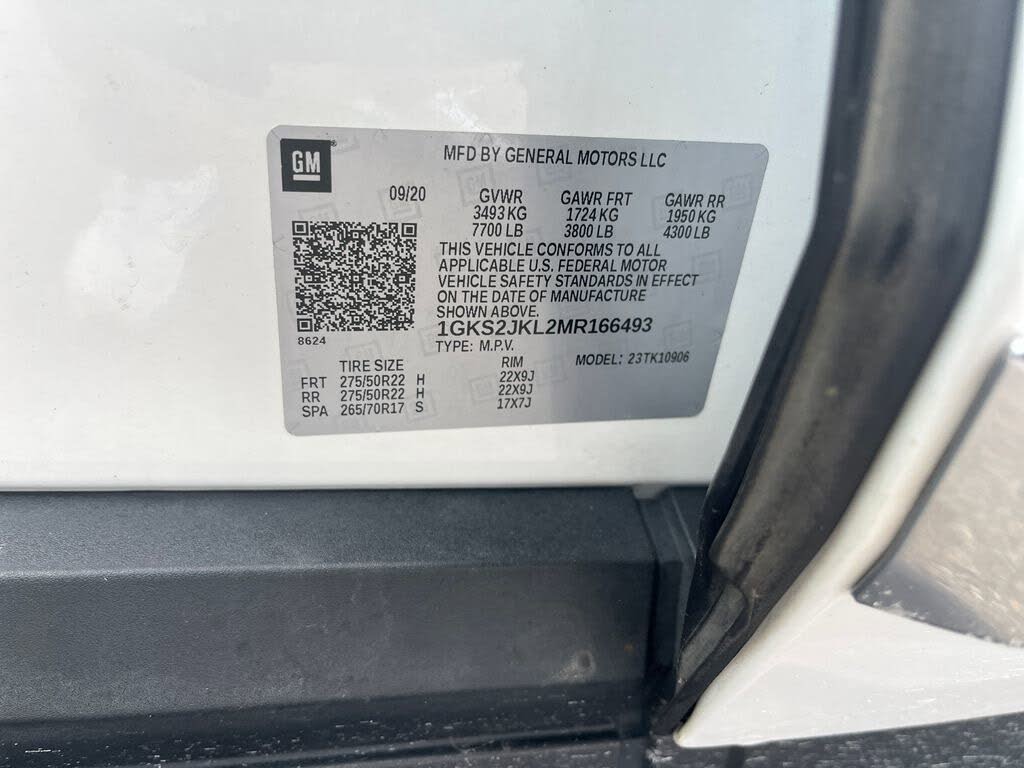 GM
MFD BY GENERAL MOTORS LLC
09/20 GVWR GAWR FRT GAWR RR
3493 KG 1724 KG 1950 KG
7700 LB 3800 LB 4300 LB
THIS VEHICLE CONFORMS TO ALL
APPLICABLE U.S. FEDERAL MOTOR
VEHICLE SAFETY STANDARDS IN EFFECT
ON THE DATE OF MANUFACTURE
SHOWN ABOVE.
1GKS2JKL2MR166493
8624
TYPE: M.P.V. MODEL: 23TK10906
TIRE SIZE RIM
FRT 275/50R22 H 22X9J
RR 275/50R22 H 22X9J
SPA 265/70R17 S 17X7J